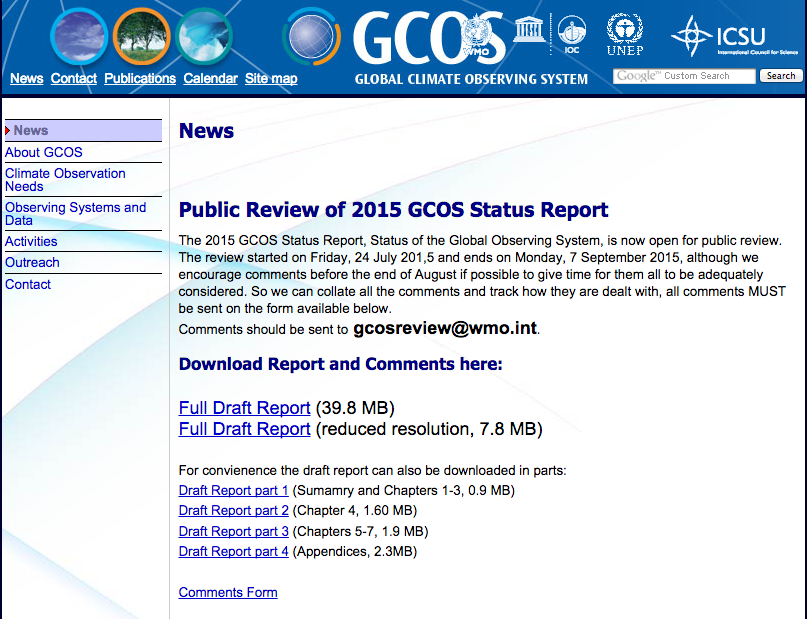 GCOS
WMO
IOC
UNEP
ICSU
International Council for Science
GLOBAL CLIMATE OBSERVING SYSTEM
News Contact Publications Calendar Site map
Google™ Custom Search
Search
News
About GCOS
Climate Observation
Needs
Observing Systems and
Data
Activities
Outreach
Contact
News
Public Review of 2015 GCOS Status Report
The 2015 GCOS Status Report, Status of the Global Observing System, is now open for public review.
The review started on Friday, 24 July 201,5 and ends on Monday, 7 September 2015, although we
encourage comments before the end of August if possible to give time for them all to be adequately
considered. So we can collate all the comments and track how they are dealt with, all comments MUST
be sent on the form available below.
Comments should be sent to gcosreview@wmo.int.
Download Report and Comments here:
Full Draft Report (39.8 MB)
Full Draft Report (reduced resolution, 7.8 MB)
For convienence the draft report can also be downloaded in parts:
Draft Report part 1 (Sumamry and Chapters 1-3, 0.9 MB)
Draft Report part 2 (Chapter 4, 1.60 MB)
Draft Report part 3 (Chapters 5-7, 1.9 MB)
Draft Report part 4 (Appendices, 2.3MB)
Comments Form